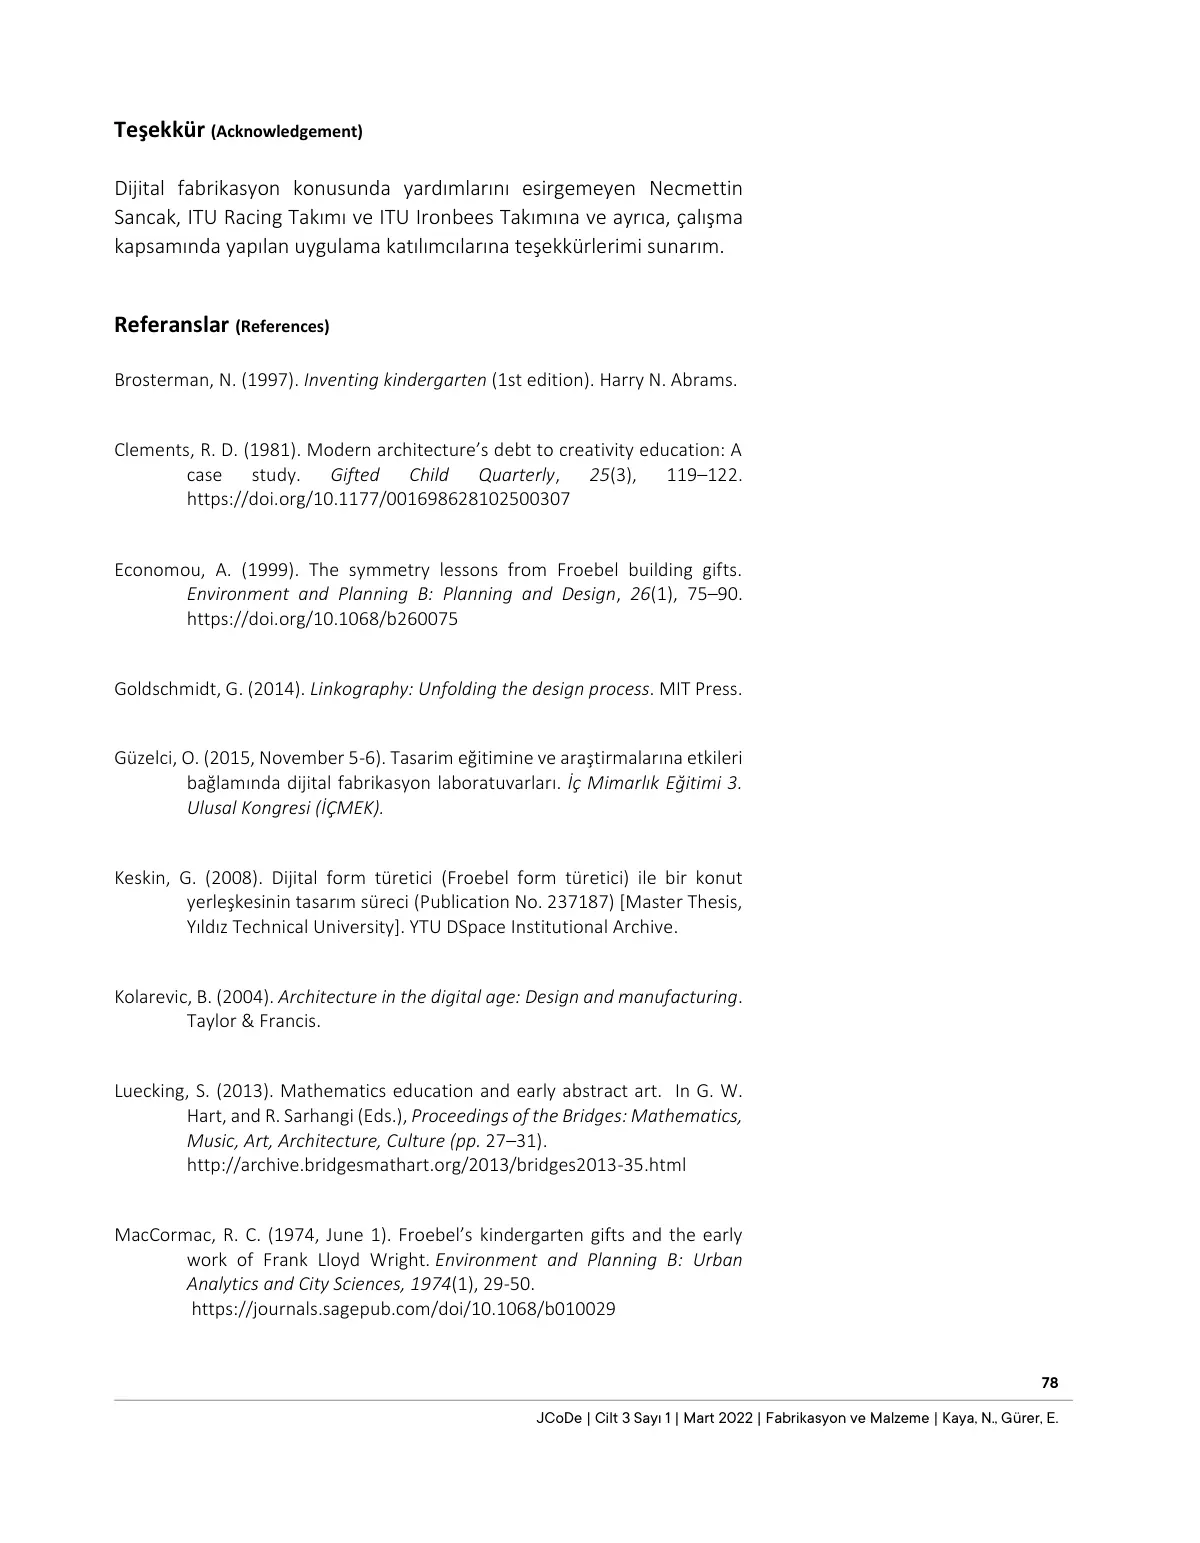 Teşekkür (Acknowledgement)
Dijital fabrikasyon konusunda yardımlarını esirgemeyen Necmettin
Sancak, ITU Racing Takımı ve ITU Ironbees Takımına ve ayrıca, çalışma
kapsamında yapılan uygulama katılımcılarına teşekkürlerimi sunarım.
Referanslar (References)
Brosterman, N. (1997). Inventing kindergarten (1st edition). Harry N. Abrams.
Clements, R. D. (1981). Modern architecture’s debt to creativity education: A
case study. Gifted Child Quarterly, 25(3), 119–122.
https://doi.org/10.1177/001698628102500307
Economou, A. (1999). The symmetry lessons from Froebel building gifts.
Environment and Planning B: Planning and Design, 26(1), 75–90.
https://doi.org/10.1068/b260075
Goldschmidt, G. (2014). Linkography: Unfolding the design process. MIT Press.
Güzelci, O. (2015, November 5-6). Tasarim eğitimine ve araştirmalarına etkileri
bağlamında dijital fabrikasyon laboratuvarları. İç Mimarlık Eğitimi 3.
Ulusal Kongresi (İÇMEK).
Keskin, G. (2008). Dijital form türetici (Froebel form türetici) ile bir konut
yerleşkesinin tasarım süreci (Publication No. 237187) [Master Thesis,
Yıldız Technical University]. YTU DSpace Institutional Archive.
Kolarevic, B. (2004). Architecture in the digital age: Design and manufacturing.
Taylor & Francis.
Luecking, S. (2013). Mathematics education and early abstract art.  In G. W.
Hart, and R. Sarhangi (Eds.), Proceedings of the Bridges: Mathematics,
Music, Art, Architecture, Culture (pp. 27–31).
http://archive.bridgesmathart.org/2013/bridges2013-35.html
MacCormac, R. C. (1974, June 1). Froebel’s kindergarten gifts and the early
work of Frank Lloyd Wright. Environment and Planning B: Urban
Analytics and City Sciences, 1974(1), 29-50.
https://journals.sagepub.com/doi/10.1068/b010029
78
JCoDe | Cilt 3 Sayı 1 | Mart 2022 | Fabrikasyon ve Malzeme | Kaya, N., Gürer, E.